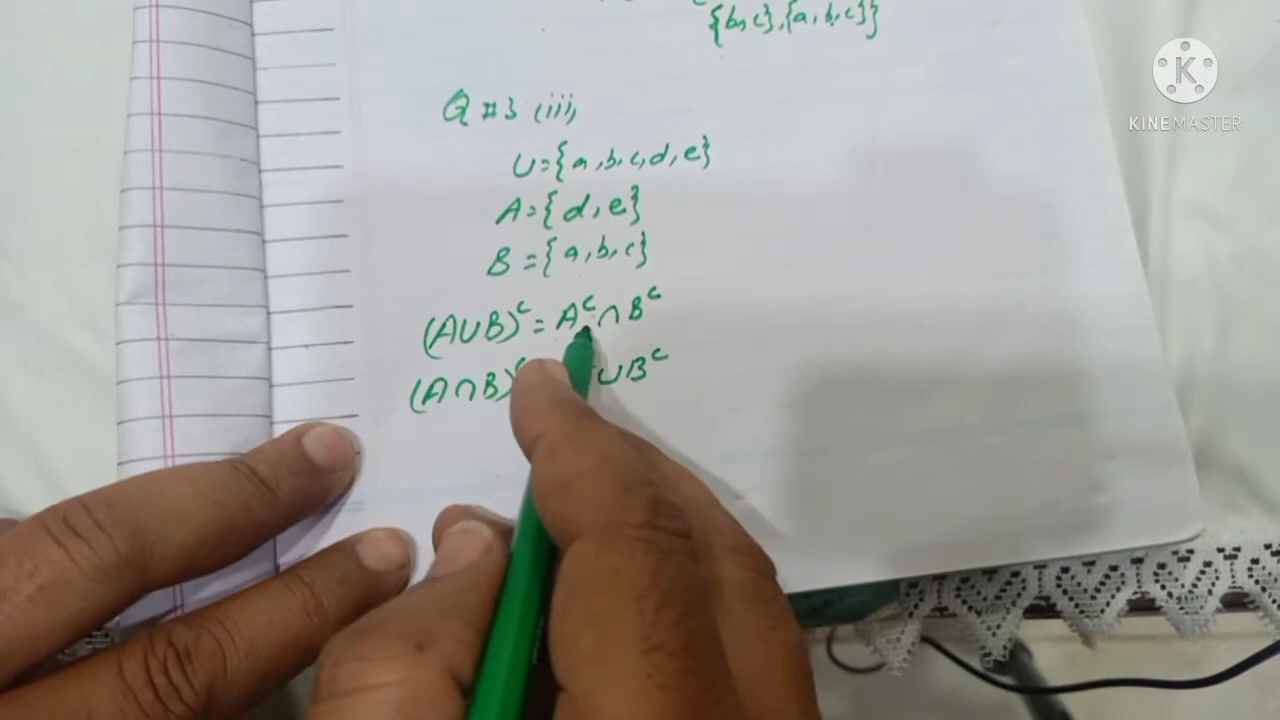 {b,c},{a,b,c}}
Q #3 (iii)
U={a,b,c,d,e}
A={d,e}
B={a,b,c}
(A∪B)ᶜ=Aᶜ∩Bᶜ
(A∩B)ᶜ ∪Bᶜ
K
KINEMASTER